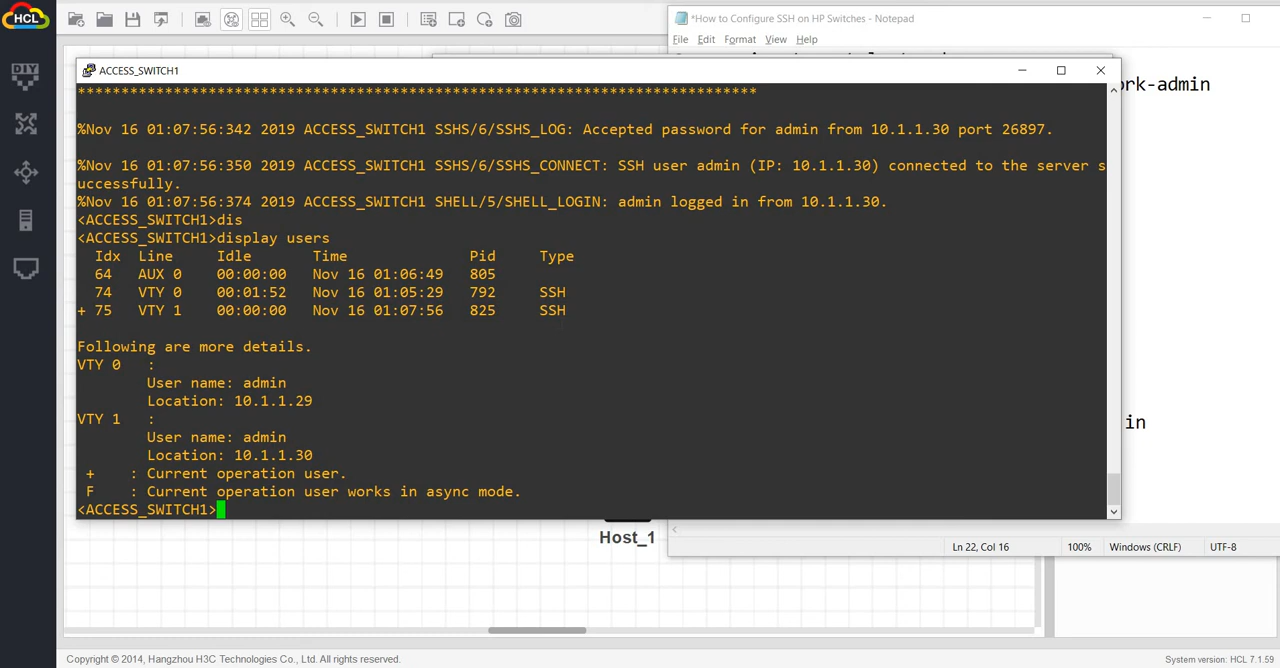 HCL
DIY
*How to Configure SSH on HP Switches - Notepad
File Edit Format View Help
ork-admin
in
ACCESS_SWITCH1
******************************************************************************
%Nov 16 01:07:56:342 2019 ACCESS_SWITCH1 SSHS/6/SSHS_LOG: Accepted password for admin from 10.1.1.30 port 26897.
%Nov 16 01:07:56:350 2019 ACCESS_SWITCH1 SSHS/6/SSHS_CONNECT: SSH user admin (IP: 10.1.1.30) connected to the server s
uccessfully.
%Nov 16 01:07:56:374 2019 ACCESS_SWITCH1 SHELL/5/SHELL_LOGIN: admin logged in from 10.1.1.30.
<ACCESS_SWITCH1>dis
<ACCESS_SWITCH1>display users
Idx Line Idle Time Pid Type
64 AUX 0 00:00:00 Nov 16 01:06:49 805
74 VTY 0 00:01:52 Nov 16 01:05:29 792 SSH
+ 75 VTY 1 00:00:00 Nov 16 01:07:56 825 SSH
Following are more details.
VTY 0 :
User name: admin
Location: 10.1.1.29
VTY 1 :
User name: admin
Location: 10.1.1.30
+ : Current operation user.
F : Current operation user works in async mode.
<ACCESS_SWITCH1>
Host_1
Ln 22, Col 16 100% Windows (CRLF) UTF-8
Copyright © 2014, Hangzhou H3C Technologies Co., Ltd. All rights reserved.
System version: HCL 7.1.59